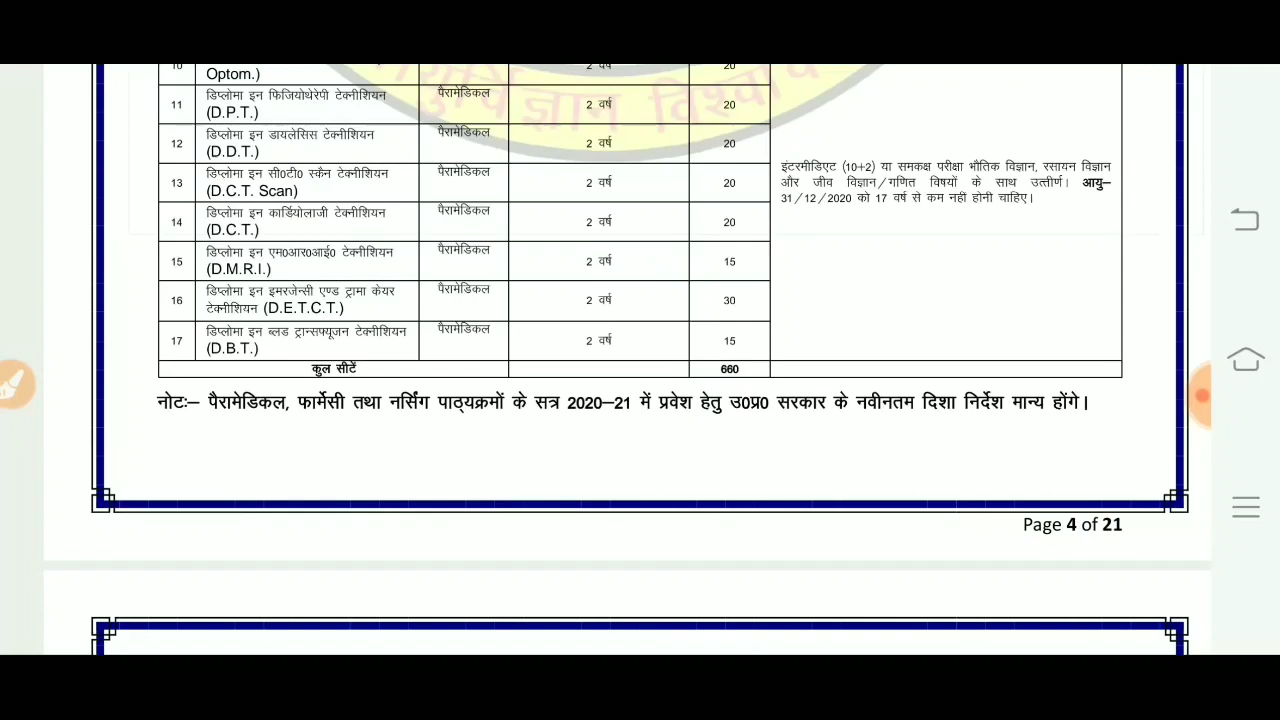 Optom.)
2 वर्ष
20
11
डिप्लोमा इन फिजियोथेरेपी टेक्नीशियन
(D.P.T.)
पैरामेडिकल
2 वर्ष
20
12
डिप्लोमा इन डायलेसिस टेक्नीशियन
(D.D.T.)
पैरामेडिकल
2 वर्ष
20
13
डिप्लोमा इन सी0टी0 स्कैन टेक्नीशियन
(D.C.T. Scan)
पैरामेडिकल
2 वर्ष
20
14
डिप्लोमा इन कार्डियोलाजी टेक्नीशियन
(D.C.T.)
पैरामेडिकल
2 वर्ष
20
15
डिप्लोमा इन एम0आर0आई0 टेक्नीशियन
(D.M.R.I.)
पैरामेडिकल
2 वर्ष
15
16
डिप्लोमा इन इमरजेन्सी एण्ड ट्रामा केयर
टेक्नीशियन (D.E.T.C.T.)
पैरामेडिकल
2 वर्ष
30
17
डिप्लोमा इन ब्लड ट्रान्सफ्यूजन टेक्नीशियन
(D.B.T.)
पैरामेडिकल
2 वर्ष
15
इंटरमीडिएट (10+2) या समकक्ष परीक्षा भौतिक विज्ञान, रसायन विज्ञान
और जीव विज्ञान/गणित विषयों के साथ उत्तीर्ण। आयु–
31/12/2020 को 17 वर्ष से कम नहीं होनी चाहिए।
कुल सीटें
660
नोटः– पैरामेडिकल, फार्मेसी तथा नर्सिंग पाठ्यक्रमों के सत्र 2020–21 में प्रवेश हेतु उ0प्र0 सरकार के नवीनतम दिशा निर्देश मान्य होंगे।
Page 4 of 21